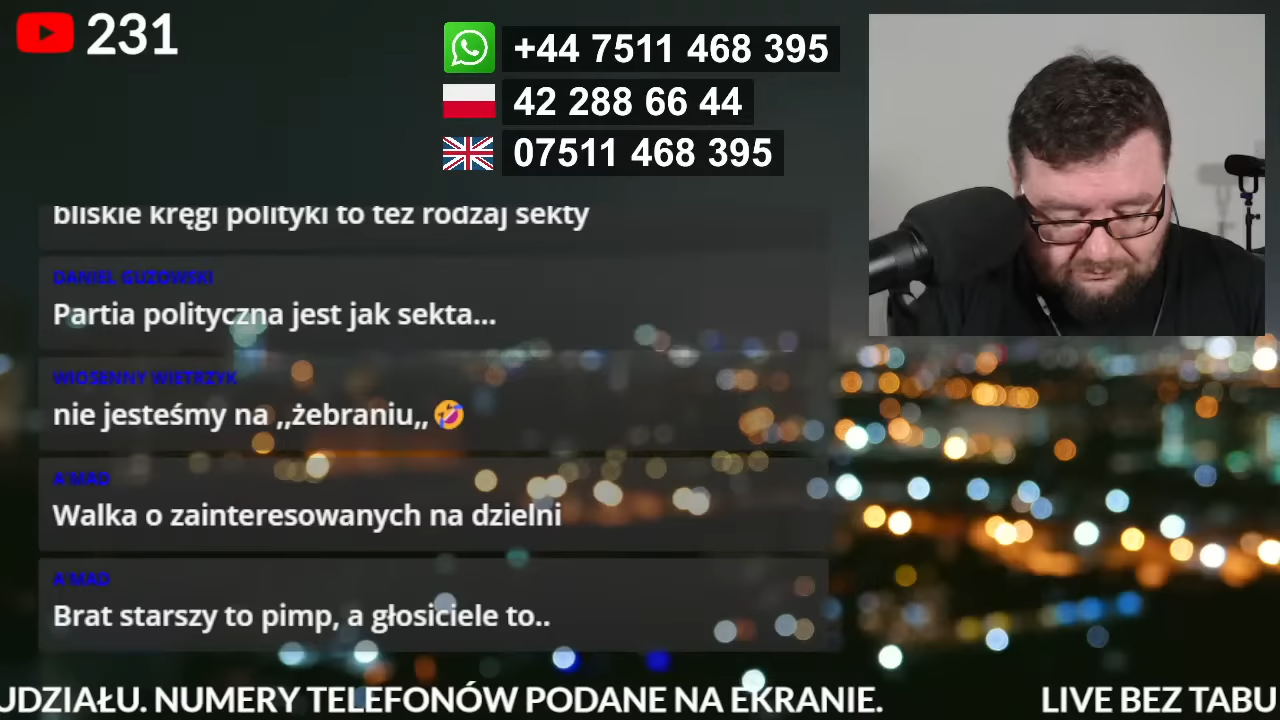 231
+44 7511 468 395
42 288 66 44
07511 468 395
bliskie kręgi polityki to też rodzaj sekty
DANIEL GUZOWSKI
Partia polityczna jest jak sekta...
WIOSENNY WIETRZYK
nie jesteśmy na ,,żebraniu,,🤣
A'MAD
Walka o zainteresowanych na dzielni
A'MAD
Brat starszy to pimp, a głosiciele to..
UDZIAŁU. NUMERY TELEFONÓW PODANE NA EKRANIE. LIVE BEZ TABU